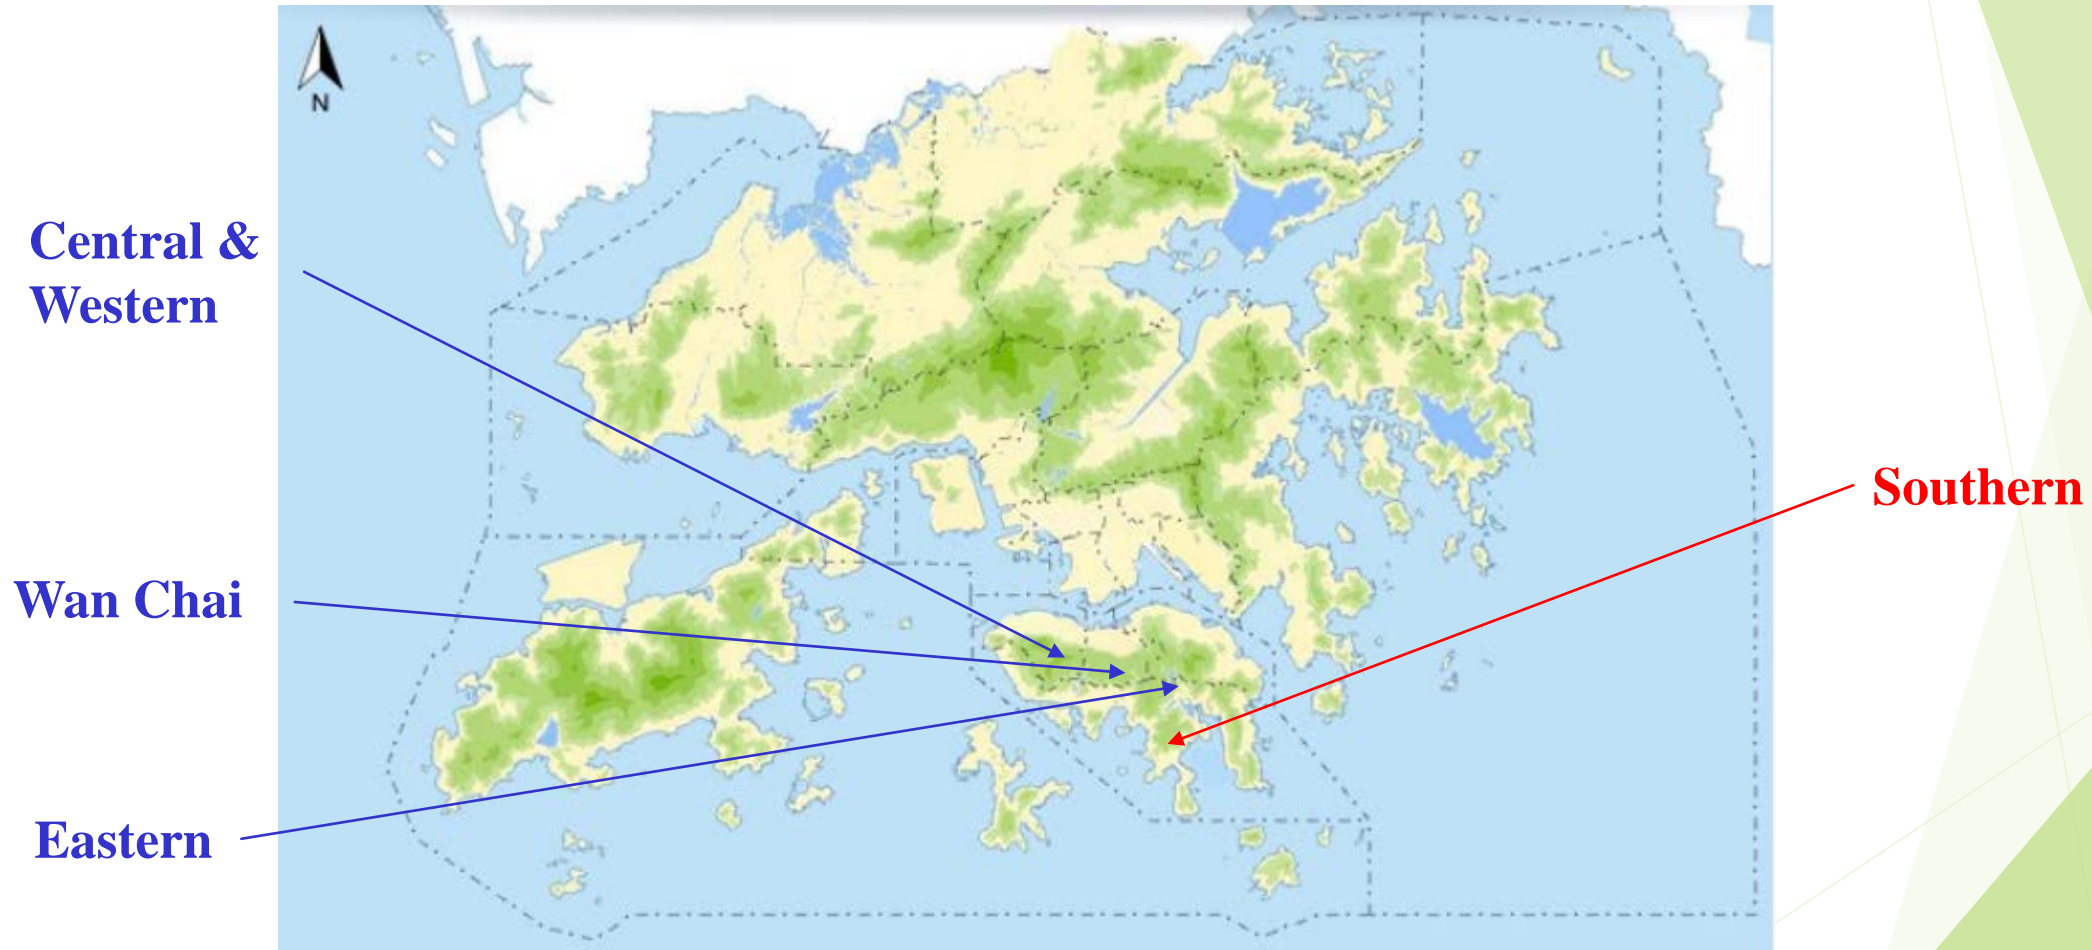 N
Central &
Western
Southern
Wan Chai
Eastern